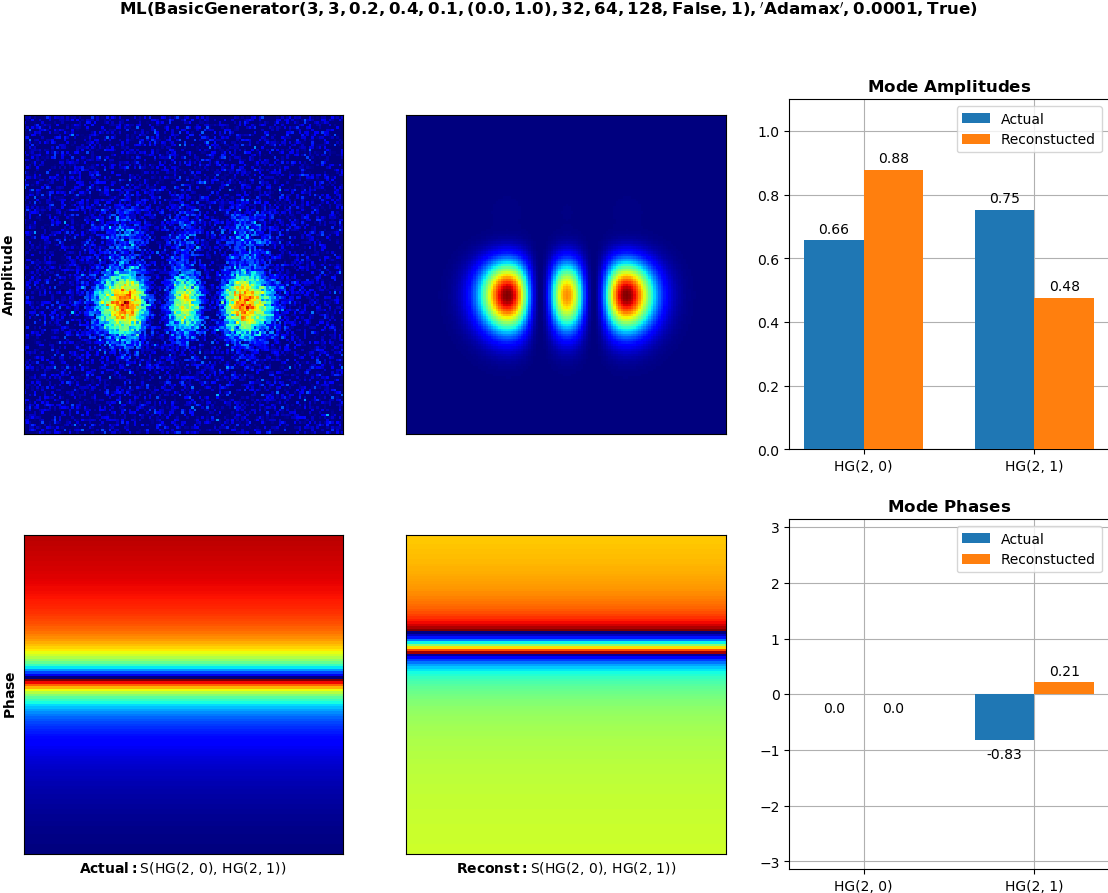 ML(BasicGenerator(3, 3, 0.2, 0.4, 0.1, (0.0, 1.0), 32, 64, 128, False, 1), ′Adamax′, 0.0001, True)
Amplitude
Mode Amplitudes
Actual
Reconstucted
1.0
0.8
0.6
0.4
0.2
0.0
0.66
0.88
0.75
0.48
HG(2, 0)
HG(2, 1)
Phase
Actual: S(HG(2, 0), HG(2, 1))
Reconst: S(HG(2, 0), HG(2, 1))
Mode Phases
Actual
Reconstucted
3
2
1
0
−1
−2
−3
0.0
0.0
-0.83
0.21
HG(2, 0)
HG(2, 1)